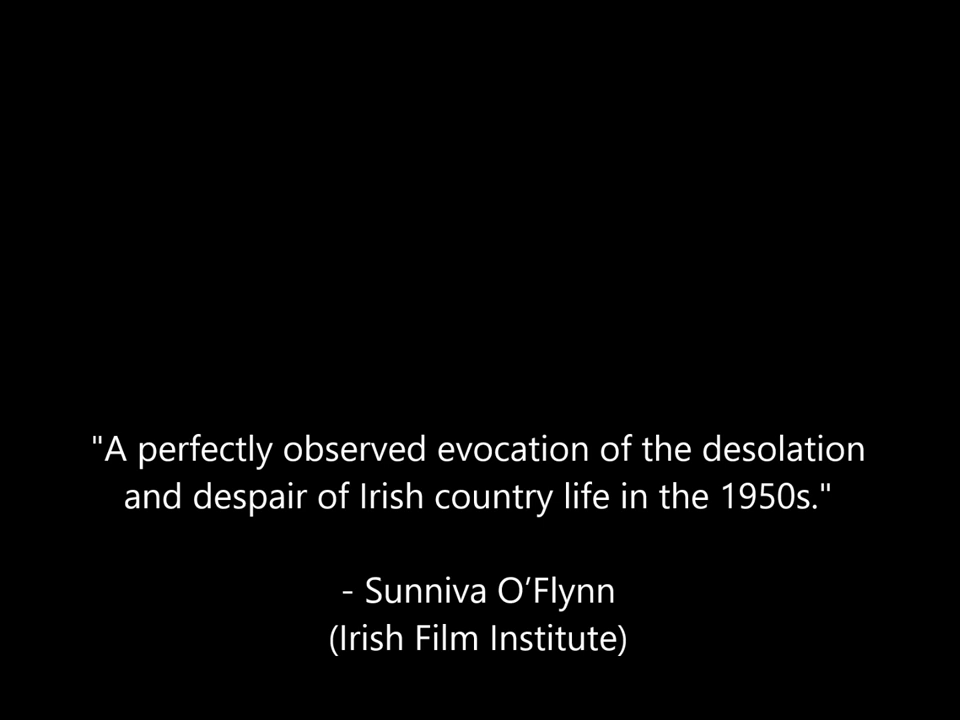 "A perfectly observed evocation of the desolation
and despair of Irish country life in the 1950s."
- Sunniva O’Flynn
(Irish Film Institute)